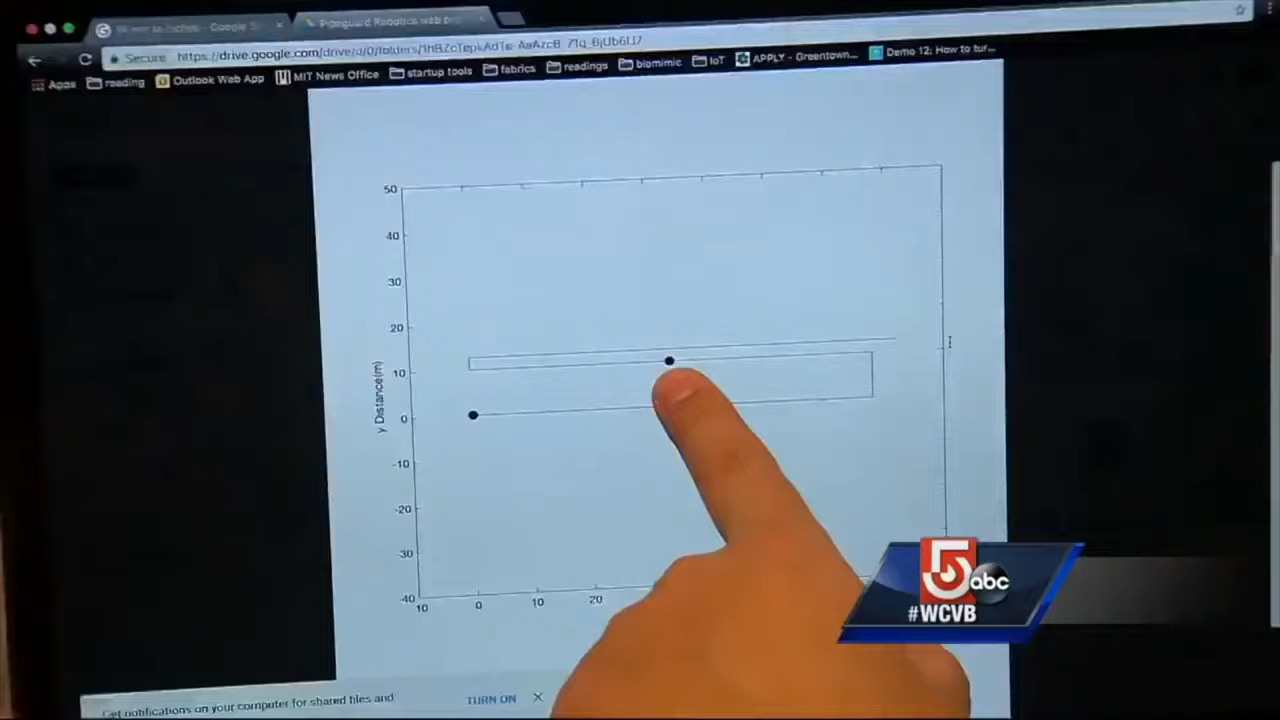 Pipeguard Robotics web
Secure https://drive.google.com/drive/u/0/folders/
Apps reading Outlook Web App MIT News Office startup tools fabrics readings biomimic IoT APPLY - Greentown... Demo 12: How to tur...
50
40
30
20
10
0
-10
-20
-30
-40
y Distance(m)
10 0 10 20
5 abc
#WCVB
Get notifications on your computer for shared files and TURN ON